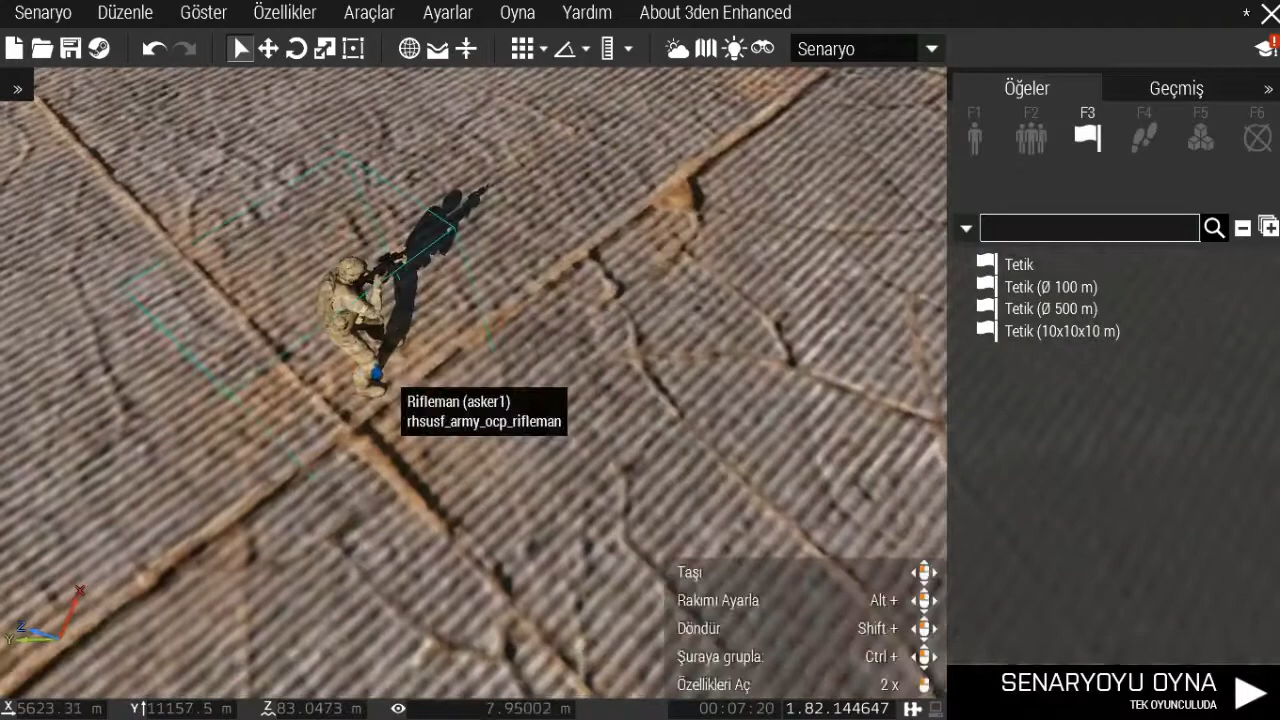 Senaryo Düzenle Göster Özellikler Araçlar Ayarlar Oyna Yardım About 3den Enhanced *
Senaryo
Öğeler Geçmiş »
»
F1 F2 F3 F4 F5 F6
Tetik
Tetik (Ø 100 m)
Tetik (Ø 500 m)
Tetik (10x10x10 m)
Rifleman (asker1)
rhsusf_army_ocp_rifleman
Taşı
Rakımı Ayarla Alt +
Döndür Shift +
Şuraya grupla: Ctrl +
Özellikleri Aç 2 x
X
Z
Y
SENARYOYU OYNA
TEK OYUNCULUDA
X 5623.31 m Y 11157.5 m Z 83.0473 m 7.95002 m 00:07:20 1.82.144647